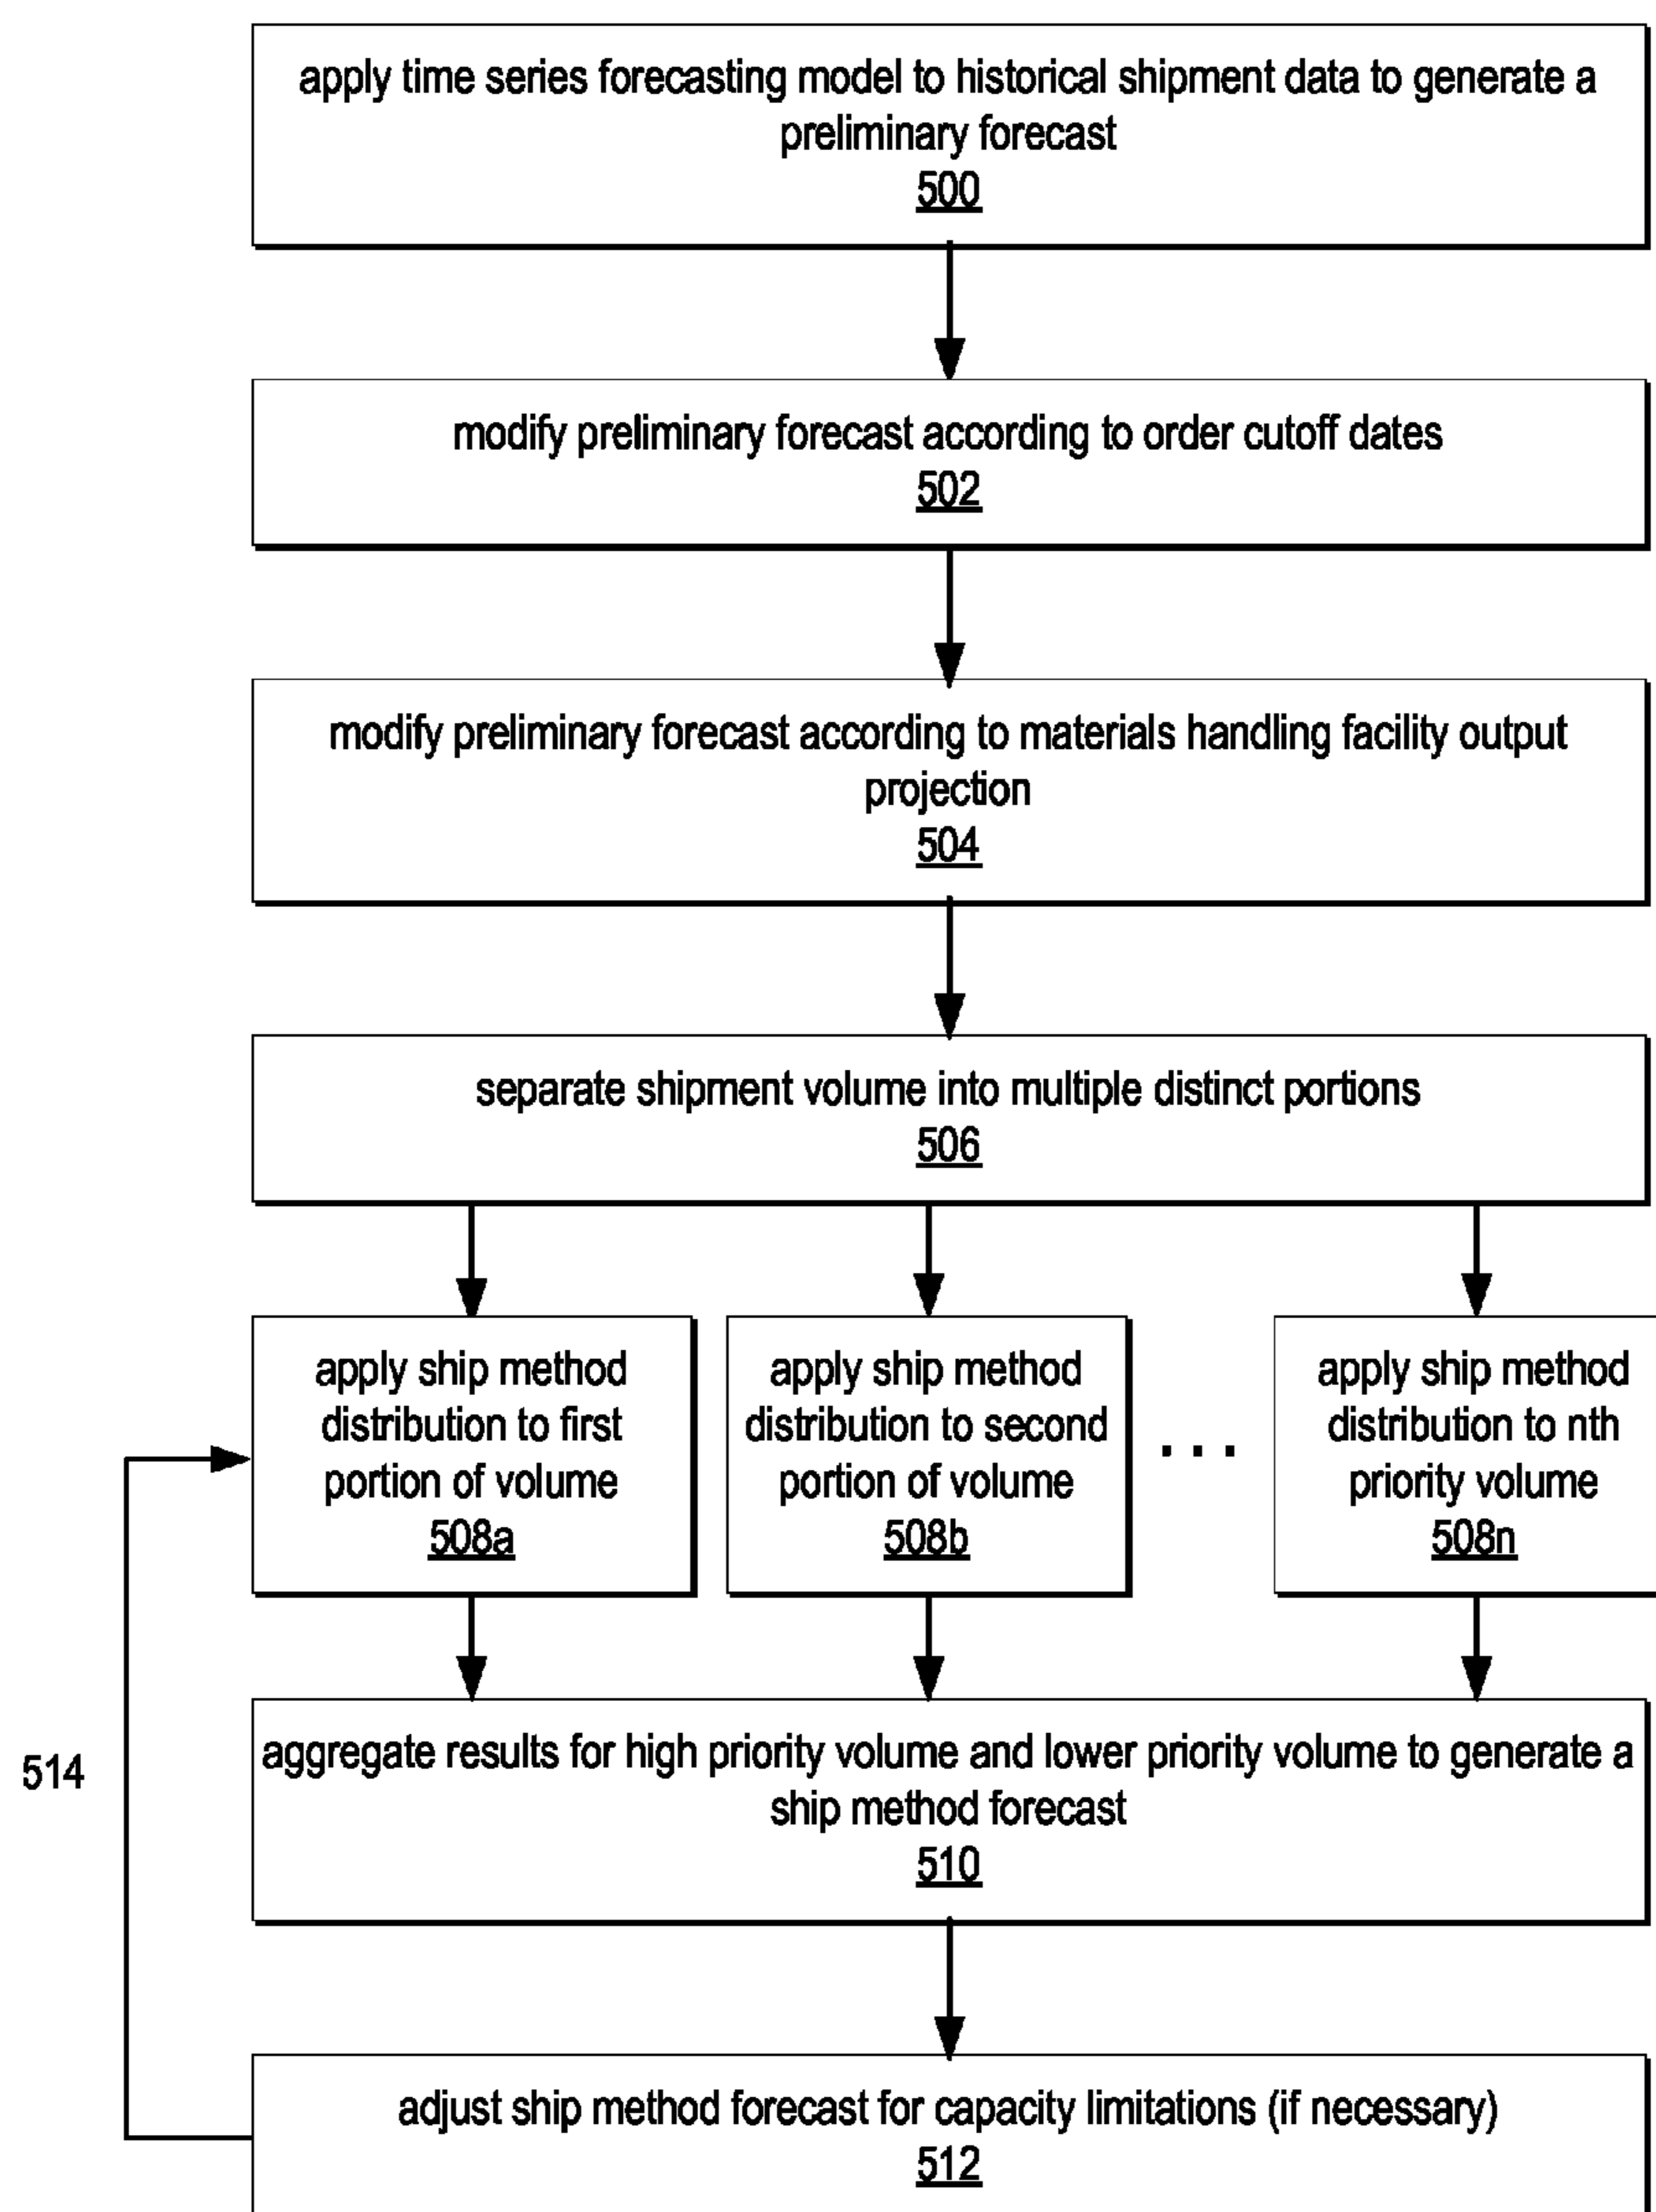 apply time series forecasting model to historical shipment data to generate a
preliminary forecast
500
modify preliminary forecast according to order cutoff dates
502
modify preliminary forecast according to materials handling facility output
projection
504
separate shipment volume into multiple distinct portions
506
apply ship method
distribution to first
portion of volume
508a
apply ship method
distribution to second
portion of volume
508b
. . .
apply ship method
distribution to nth
priority volume
508n
514
aggregate results for high priority volume and lower priority volume to generate a
ship method forecast
510
adjust ship method forecast for capacity limitations (if necessary)
512